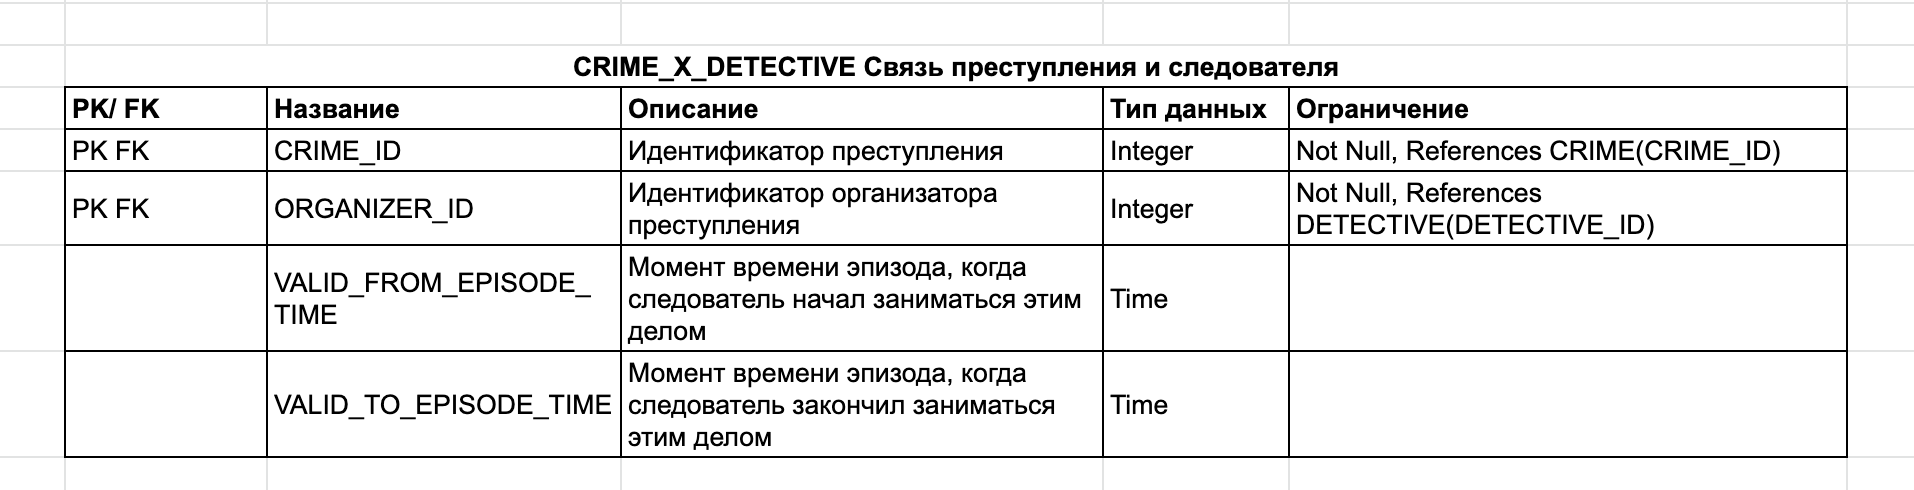 CRIME_X_DETECTIVE Связь преступления и следователя
PK/ FK Название Описание Тип данных Ограничение
PK FK CRIME_ID Идентификатор преступления Integer Not Null, References CRIME(CRIME_ID)
PK FK ORGANIZER_ID Идентификатор организатора
преступления Integer Not Null, References
DETECTIVE(DETECTIVE_ID)
VALID_FROM_EPISODE_
TIME Момент времени эпизода, когда
следователь начал заниматься этим
делом Time
VALID_TO_EPISODE_TIME Момент времени эпизода, когда
следователь закончил заниматься
этим делом Time